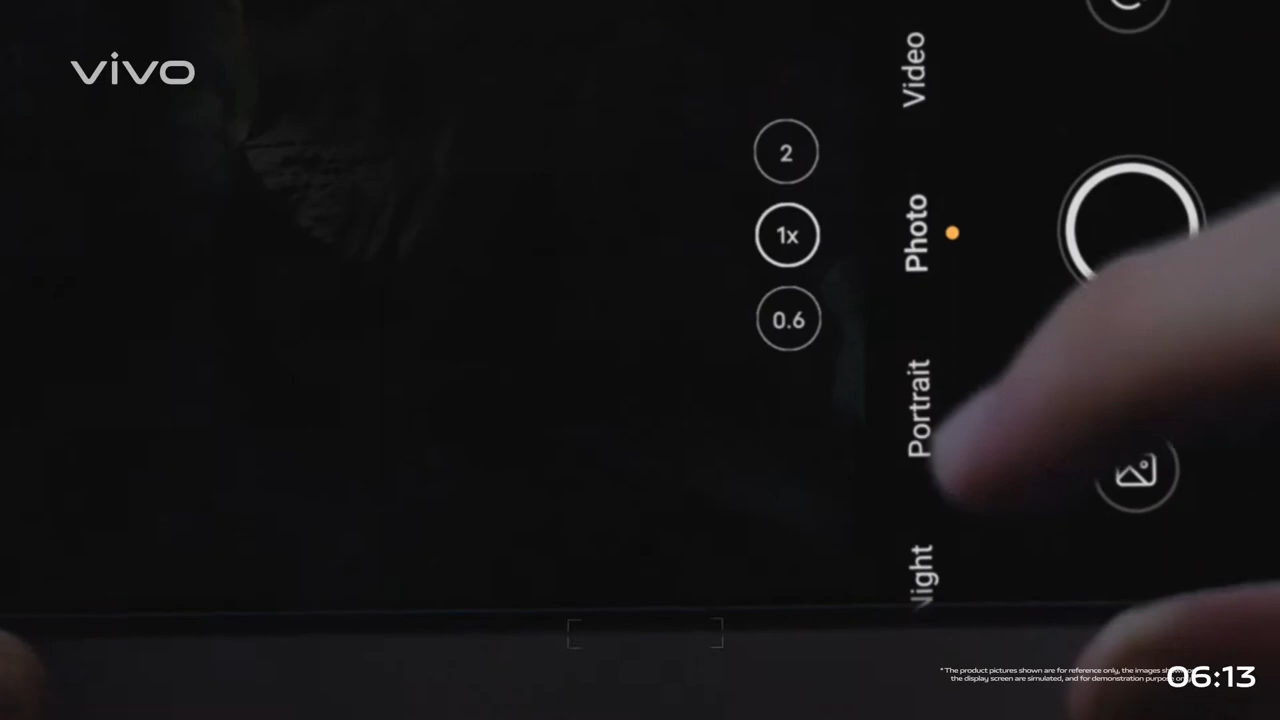 vivo
Video
2
Photo
1x
0.6
Portrait
Night
* The product pictures shown are for reference only, the images
the display screen are simulated, and for demonstration purpose
06:13